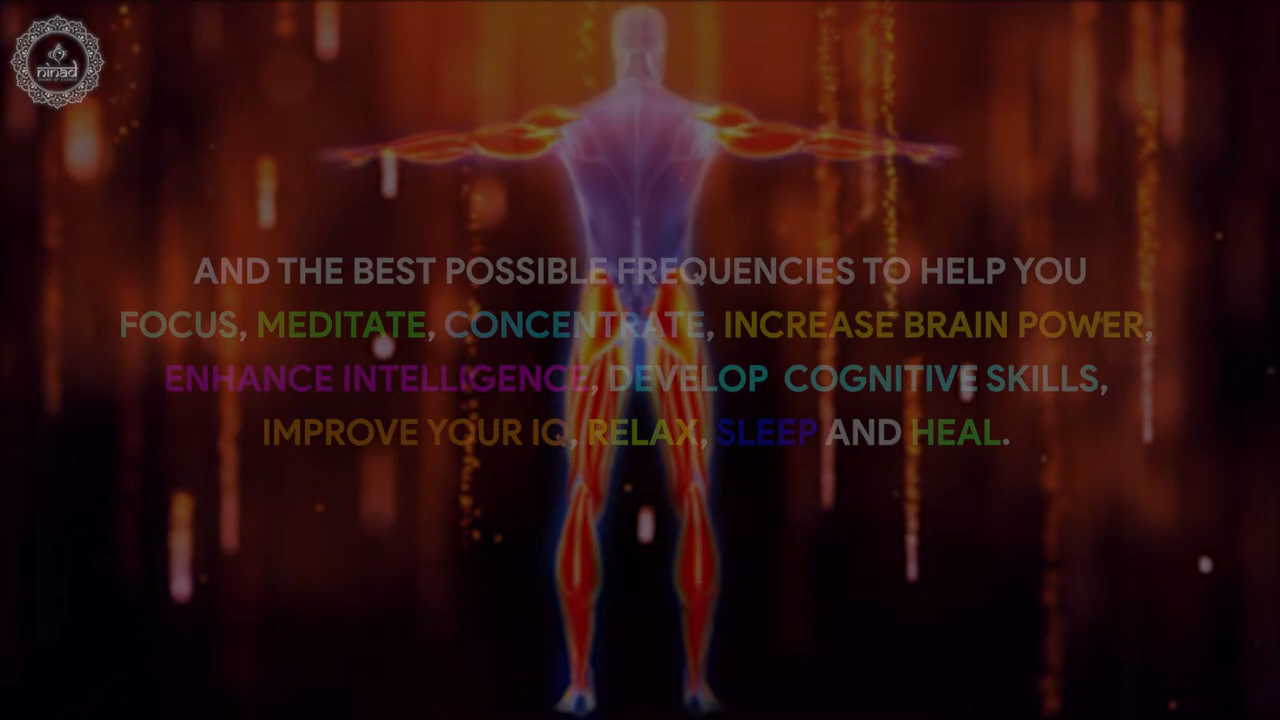 ninad
AND THE BEST POSSIBLE FREQUENCIES TO HELP YOU
FOCUS, MEDITATE, CONCENTRATE, INCREASE BRAIN POWER,
ENHANCE INTELLIGENCE, DEVELOP COGNITIVE SKILLS,
IMPROVE YOUR IQ, RELAX, SLEEP AND HEAL.